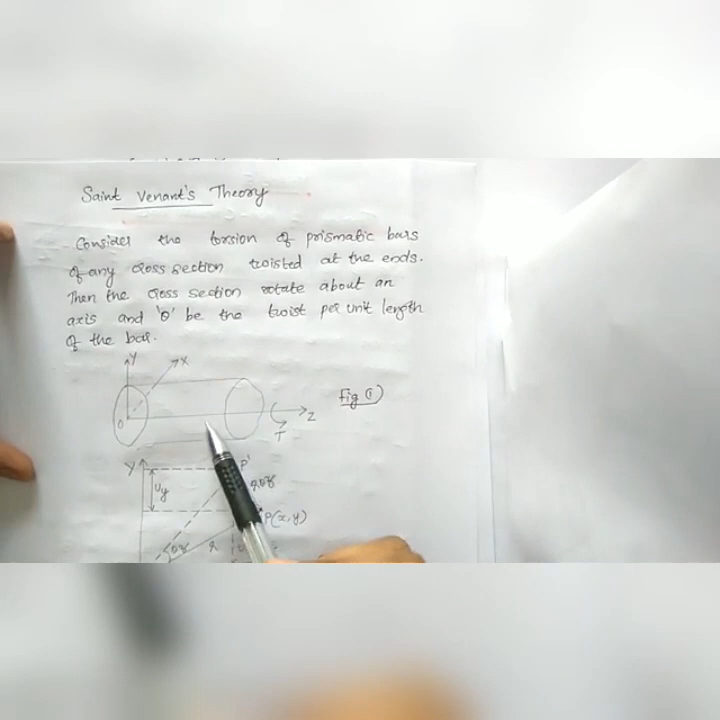 Saint Venant's Theory
Consider the torsion of prismatic bars
of any cross section twisted at the ends.
Then the cross section rotate about an
axis and 'θ' be the twist per unit length
of the bar.
Y X
O Z
T
Fig ①
Y P'
Uy rθz
P(x,y)
θz r